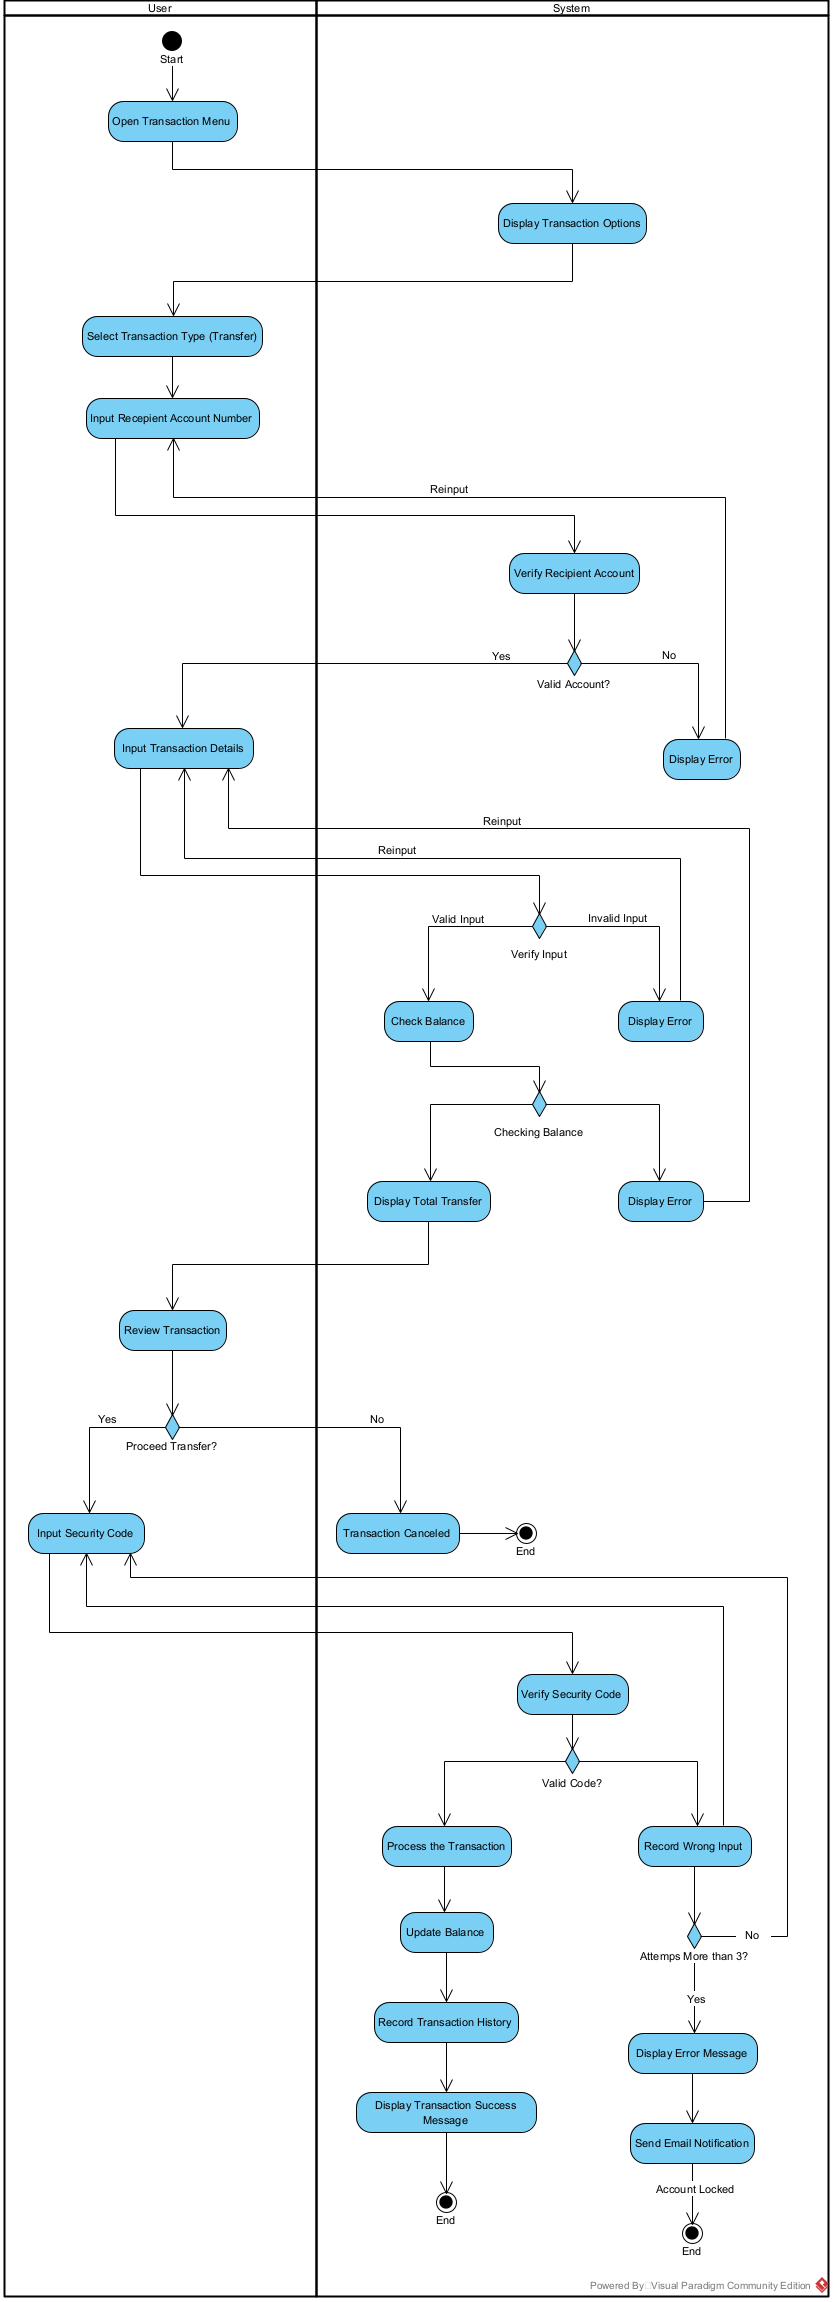 User
System
Start
Open Transaction Menu
Display Transaction Options
Select Transaction Type (Transfer)
Input Recepient Account Number
Reinput
Verify Recipient Account
Yes
No
Valid Account?
Input Transaction Details
Display Error
Reinput
Reinput
Valid Input
Invalid Input
Verify Input
Check Balance
Display Error
Checking Balance
Display Total Transfer
Display Error
Review Transaction
Yes
No
Proceed Transfer?
Input Security Code
Transaction Canceled
End
Verify Security Code
Valid Code?
Process the Transaction
Record Wrong Input
Update Balance
No
Attemps More than 3?
Yes
Record Transaction History
Display Error Message
Display Transaction Success
Message
Send Email Notification
Account Locked
End
End
Powered By Visual Paradigm Community Edition